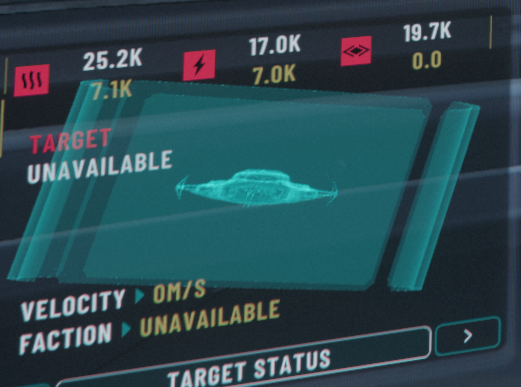 25.2K 17.0K 19.7K
7.1K 7.0K 0.0
TARGET
UNAVAILABLE
VELOCITY 0M/S
FACTION UNAVAILABLE
TARGET STATUS